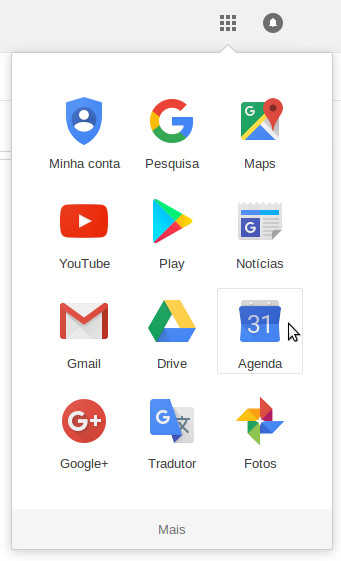 Minha conta
Pesquisa
Maps
YouTube
Play
Notícias
Gmail
Drive
31
Agenda
Google+
Tradutor
Fotos
Mais